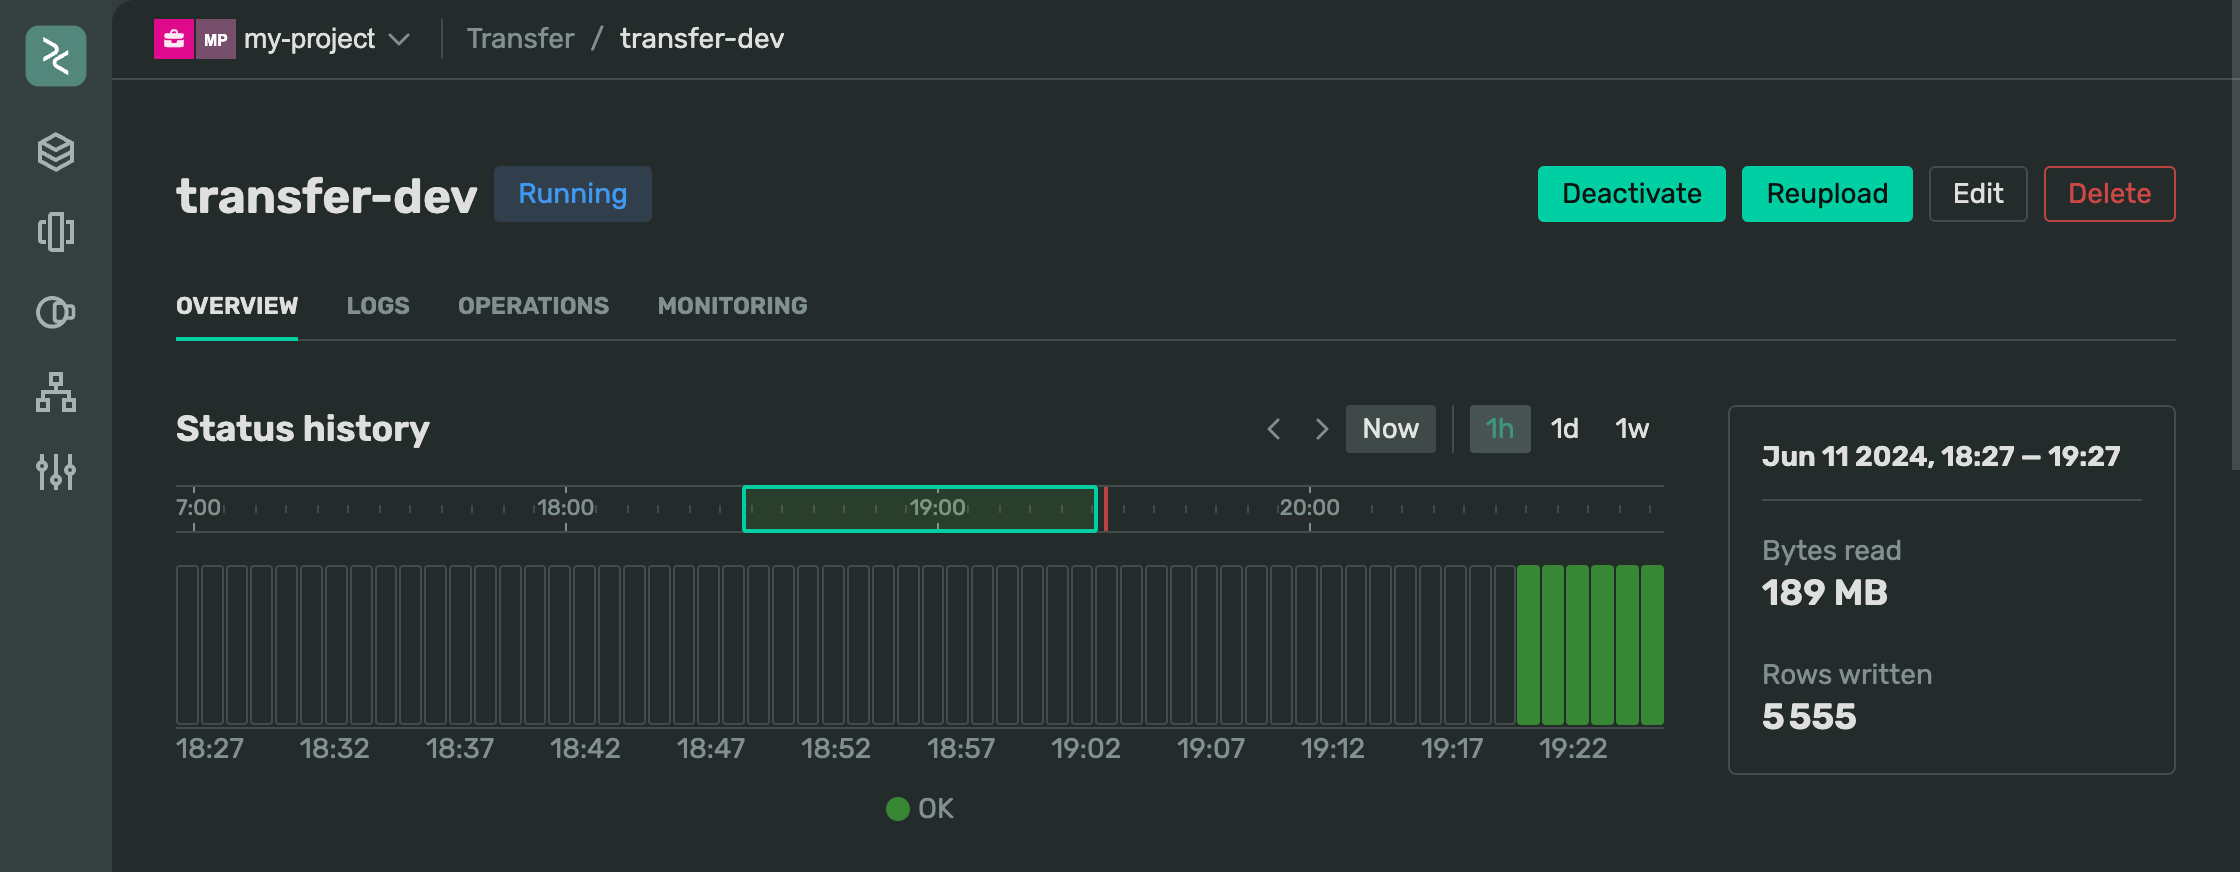 MP my-project Transfer / transfer-dev
transfer-dev Running Deactivate Reupload Edit Delete
OVERVIEW LOGS OPERATIONS MONITORING
Status history Now 1h 1d 1w
7:00 18:00 19:00 20:00
18:27 18:32 18:37 18:42 18:47 18:52 18:57 19:02 19:07 19:12 19:17 19:22
OK
Jun 11 2024, 18:27 – 19:27
Bytes read
189 MB
Rows written
5 555